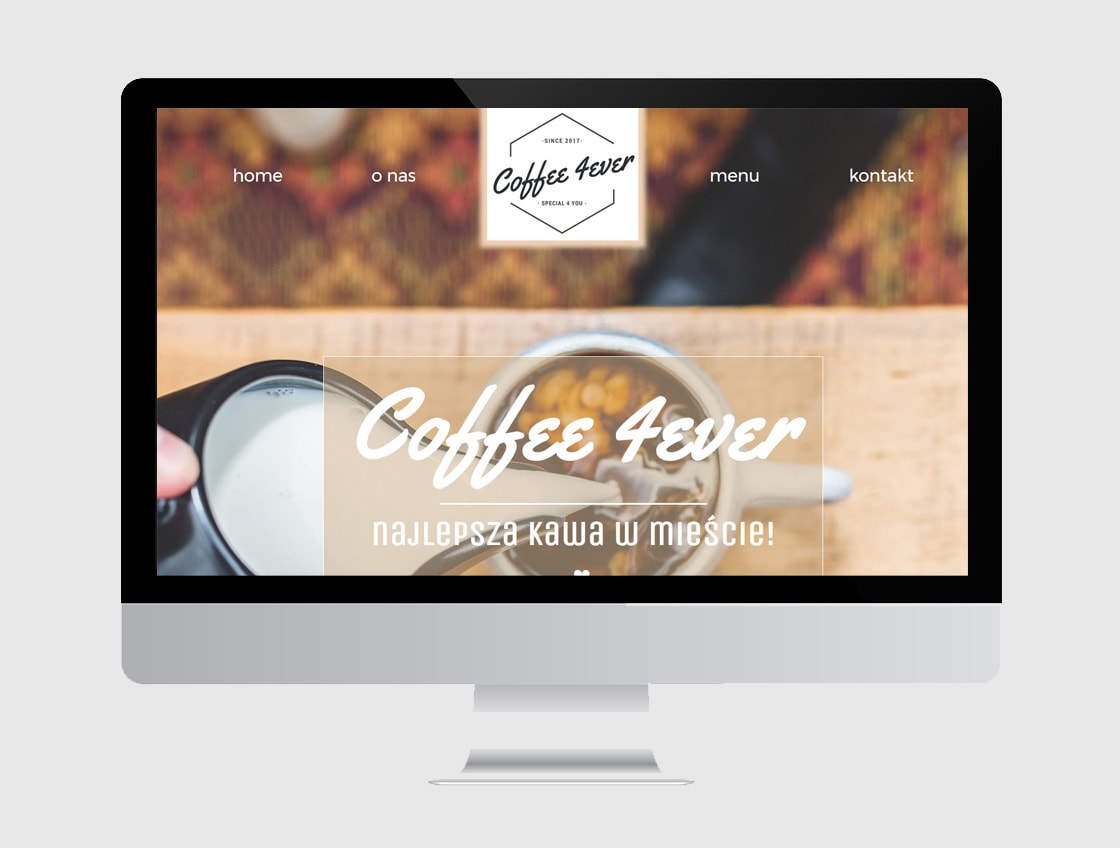 ·SINCE 2017·
Coffee 4ever
· SPECIAL 4 YOU ·
home o nas menu kontakt
Coffee 4ever
najlepsza kawa w mieście!